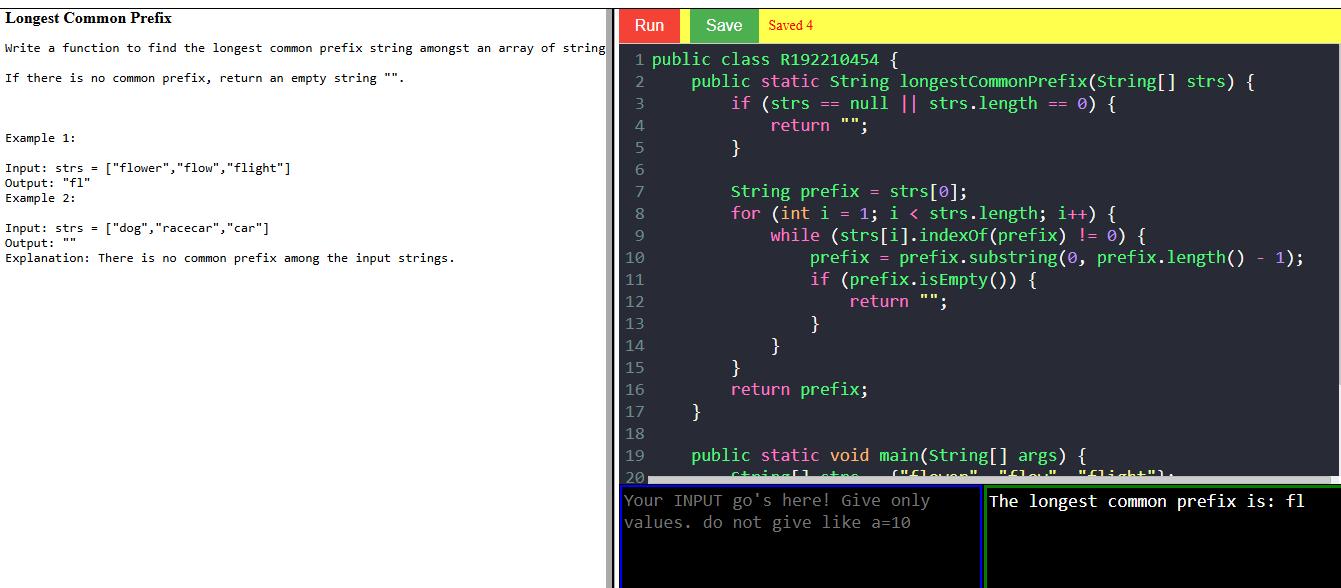 Longest Common Prefix
Write a function to find the longest common prefix string amongst an array of string
If there is no common prefix, return an empty string "".
Example 1:
Input: strs = ["flower","flow","flight"]
Output: "fl"
Example 2:
Input: strs = ["dog","racecar","car"]
Output: ""
Explanation: There is no common prefix among the input strings.
Run Save Saved 4
1 public class R192210454 {
2     public static String longestCommonPrefix(String[] strs) {
3         if (strs == null || strs.length == 0) {
4             return "";
5         }
6
7         String prefix = strs[0];
8         for (int i = 1; i < strs.length; i++) {
9             while (strs[i].indexOf(prefix) != 0) {
10                 prefix = prefix.substring(0, prefix.length() - 1);
11                 if (prefix.isEmpty()) {
12                     return "";
13                 }
14             }
15         }
16         return prefix;
17     }
18
19     public static void main(String[] args) {
20         String[] strs = {"flower", "flow", "flight"};
Your INPUT go's here! Give only
values. do not give like a=10
The longest common prefix is: fl